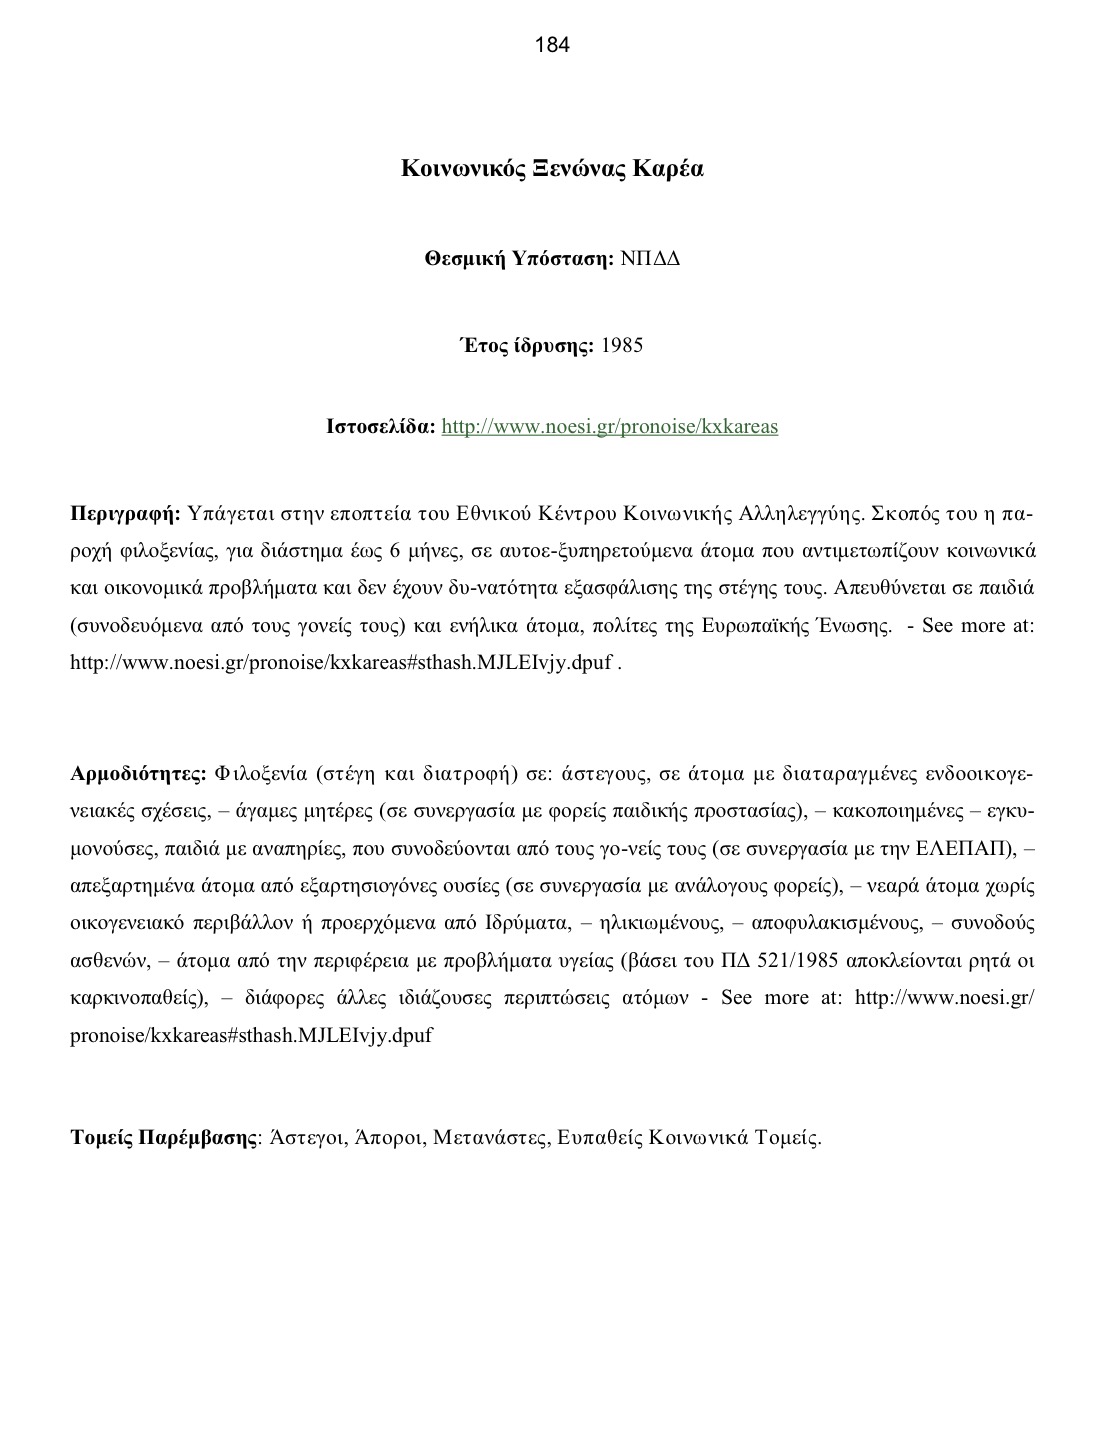 184
Κοινωνικός Ξενώνας Καρέα
Θεσμική Υπόσταση: ΝΠΔΔ
Έτος ίδρυσης: 1985
Ιστοσελίδα: http://www.noesi.gr/pronoise/kxkareas
Περιγραφή: Υπάγεται στην εποπτεία του Εθνικού Κέντρου Κοινωνικής Αλληλεγγύης. Σκοπός του η πα-
ροχή φιλοξενίας, για διάστημα έως 6 μήνες, σε αυτοε-ξυπηρετούμενα άτομα που αντιμετωπίζουν κοινωνικά
και οικονομικά προβλήματα και δεν έχουν δυ-νατότητα εξασφάλισης της στέγης τους. Απευθύνεται σε παιδιά
(συνοδευόμενα από τους γονείς τους) και ενήλικα άτομα, πολίτες της Ευρωπαϊκής Ένωσης.  - See more at:
http://www.noesi.gr/pronoise/kxkareas#sthash.MJLEIvjy.dpuf .
Αρμοδιότητες: Φιλοξενία (στέγη και διατροφή) σε: άστεγους, σε άτομα με διαταραγμένες ενδοοικογε-
νειακές σχέσεις, – άγαμες μητέρες (σε συνεργασία με φορείς παιδικής προστασίας), – κακοποιημένες – εγκυ-
μονούσες, παιδιά με αναπηρίες, που συνοδεύονται από τους γο-νείς τους (σε συνεργασία με την ΕΛΕΠΑΠ), –
απεξαρτημένα άτομα από εξαρτησιογόνες ουσίες (σε συνεργασία με ανάλογους φορείς), – νεαρά άτομα χωρίς
οικογενειακό περιβάλλον ή προερχόμενα από Ιδρύματα, – ηλικιωμένους, – αποφυλακισμένους, – συνοδούς
ασθενών, – άτομα από την περιφέρεια με προβλήματα υγείας (βάσει του ΠΔ 521/1985 αποκλείονται ρητά οι
καρκινοπαθείς), – διάφορες άλλες ιδιάζουσες περιπτώσεις ατόμων - See more at: http://www.noesi.gr/
pronoise/kxkareas#sthash.MJLEIvjy.dpuf
Τομείς Παρέμβασης: Άστεγοι, Άποροι, Μετανάστες, Ευπαθείς Κοινωνικά Τομείς.